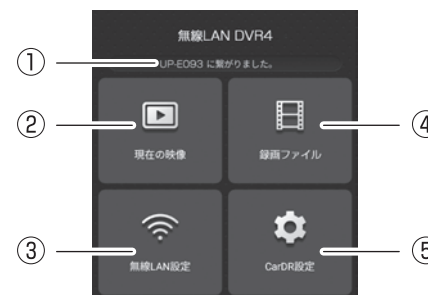 無線LAN DVR4
①
UP-E093 に繋がりました。
②
④
現在の映像
録画ファイル
③
⑤
無線LAN設定
CarDR設定